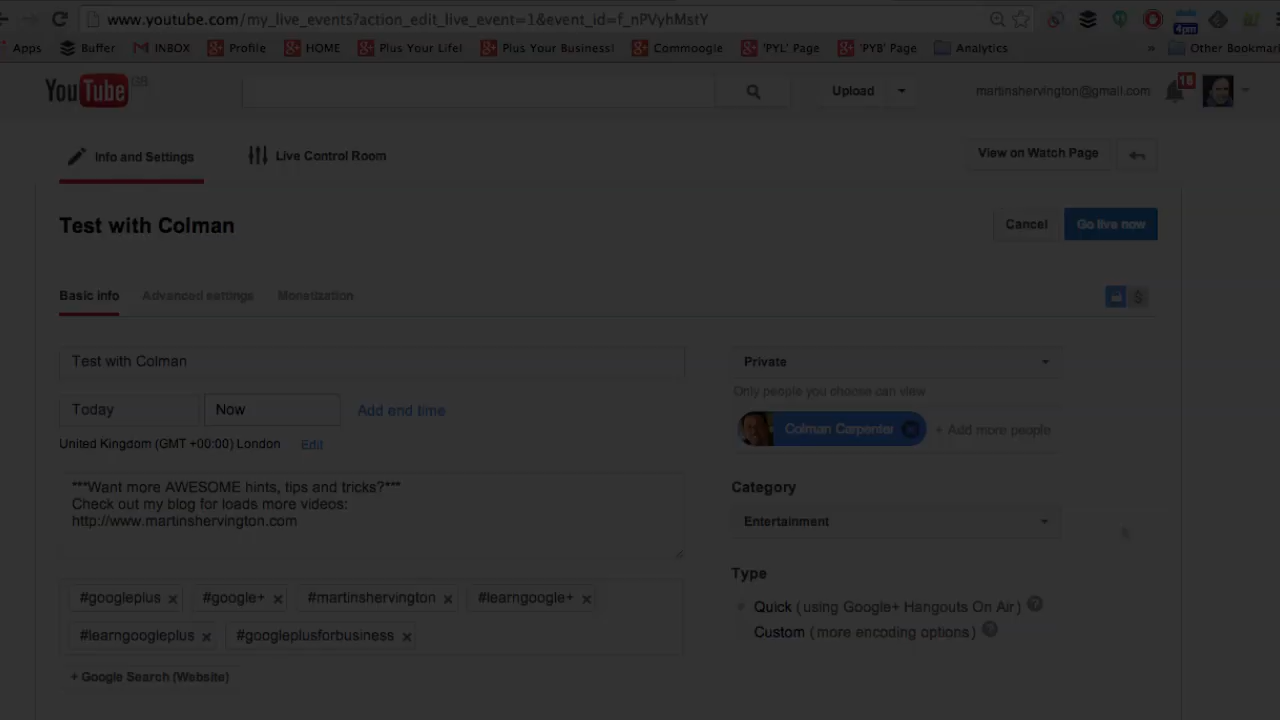 www.youtube.com/my_live_events?action_edit_live_event=1&event_id=f_nPVyhMstY
Apps Buffer INBOX Profile HOME Plus Your Life! Plus Your Business! Commoogle 'PYL' Page 'PYB' Page Analytics » Other Bookmar
4pm
YouTube GB Upload martinshervington@gmail.com 18
Info and Settings Live Control Room View on Watch Page
Test with Colman Cancel Go live now
Basic info Advanced settings Monetization $
Test with Colman Private
Only people you choose can view
Today Now Add end time
Colman Carpenter + Add more people
United Kingdom (GMT +00:00) London Edit
***Want more AWESOME hints, tips and tricks?*** Category
Check out my blog for loads more videos:
http://www.martinshervington.com Entertainment
Type
#googleplus × #google+ × #martinshervington × #learngoogle+ × Quick (using Google+ Hangouts On Air) ?
#learngoogleplus × #googleplusforbusiness × Custom (more encoding options) ?
+ Google Search (Website)